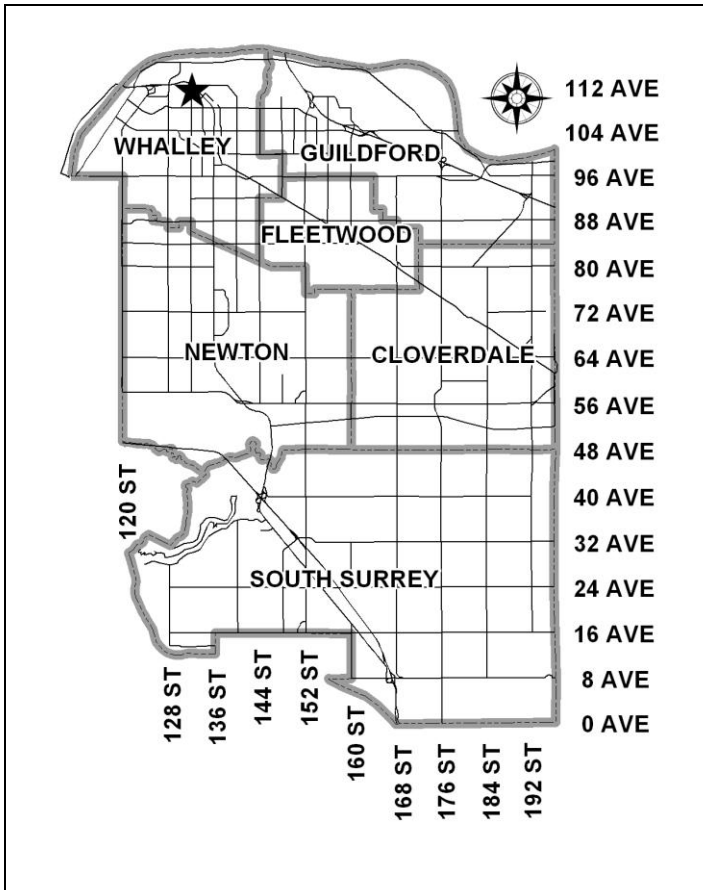 112 AVE
104 AVE
WHALLEY
GUILDFORD
96 AVE
88 AVE
FLEETWOOD
80 AVE
72 AVE
NEWTON
CLOVERDALE
64 AVE
56 AVE
48 AVE
120 ST
40 AVE
32 AVE
SOUTH SURREY
24 AVE
16 AVE
128 ST
136 ST
144 ST
152 ST
160 ST
8 AVE
0 AVE
168 ST
176 ST
184 ST
192 ST